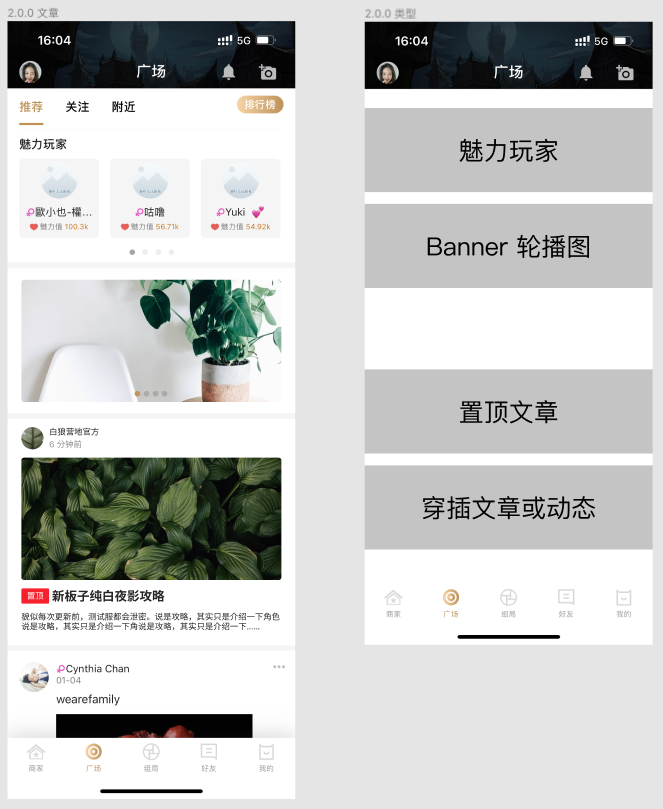 2.0.0 文章
16:04
5G
广场
推荐
关注
附近
排行榜
魅力玩家
歐小也-權...
咕噜
Yuki
魅力值 100.3k
魅力值 56.71k
魅力值 54.92k
白狼营地官方
6 分钟前
置顶
新板子纯白夜影攻略
貌似每次更新前，测试服都会泄密。说是攻略，其实只是介绍一下角色
说是攻略，其实只是介绍一下角说是攻略，其实只是介绍一下......
Cynthia Chan
01-04
wearefamily
商家
广场
组局
好友
我的
2.0.0 类型
16:04
5G
广场
魅力玩家
Banner 轮播图
置顶文章
穿插文章或动态
商家
广场
组局
好友
我的